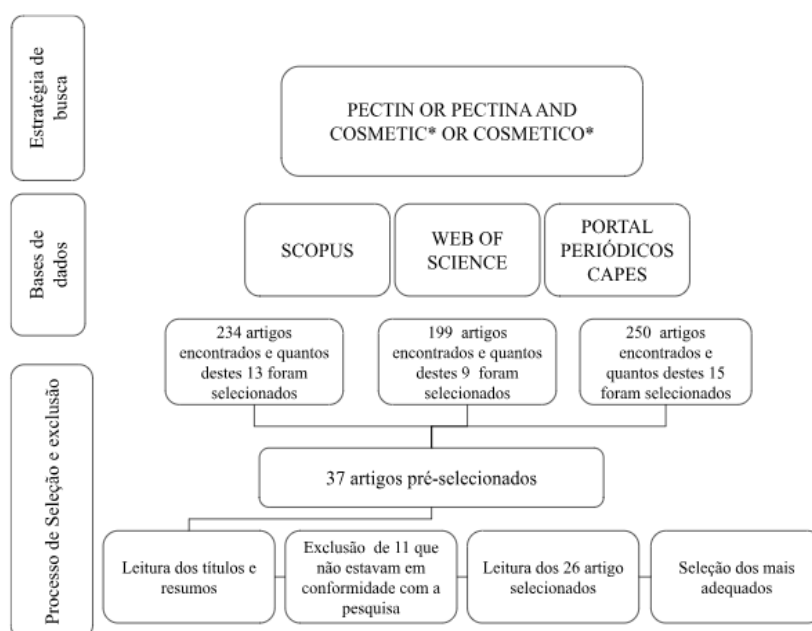 Estratégia de
busca
PECTIN OR PECTINA AND
COSMETIC* OR COSMETICO*
Bases de
dados
SCOPUS
WEB OF
SCIENCE
PORTAL
PERIÓDICOS
CAPES
Processo de Seleção e exclusão
234 artigos
encontrados e quantos
destes 13 foram
selecionados
199 artigos
encontrados e quantos
destes 9 foram
selecionados
250 artigos
encontrados e
quantos destes 15
foram selecionados
37 artigos pré-selecionados
Leitura dos títulos e
resumos
Exclusão de 11 que
não estavam em
conformidade com a
pesquisa
Leitura dos 26 artigo
selecionados
Seleção dos mais
adequados